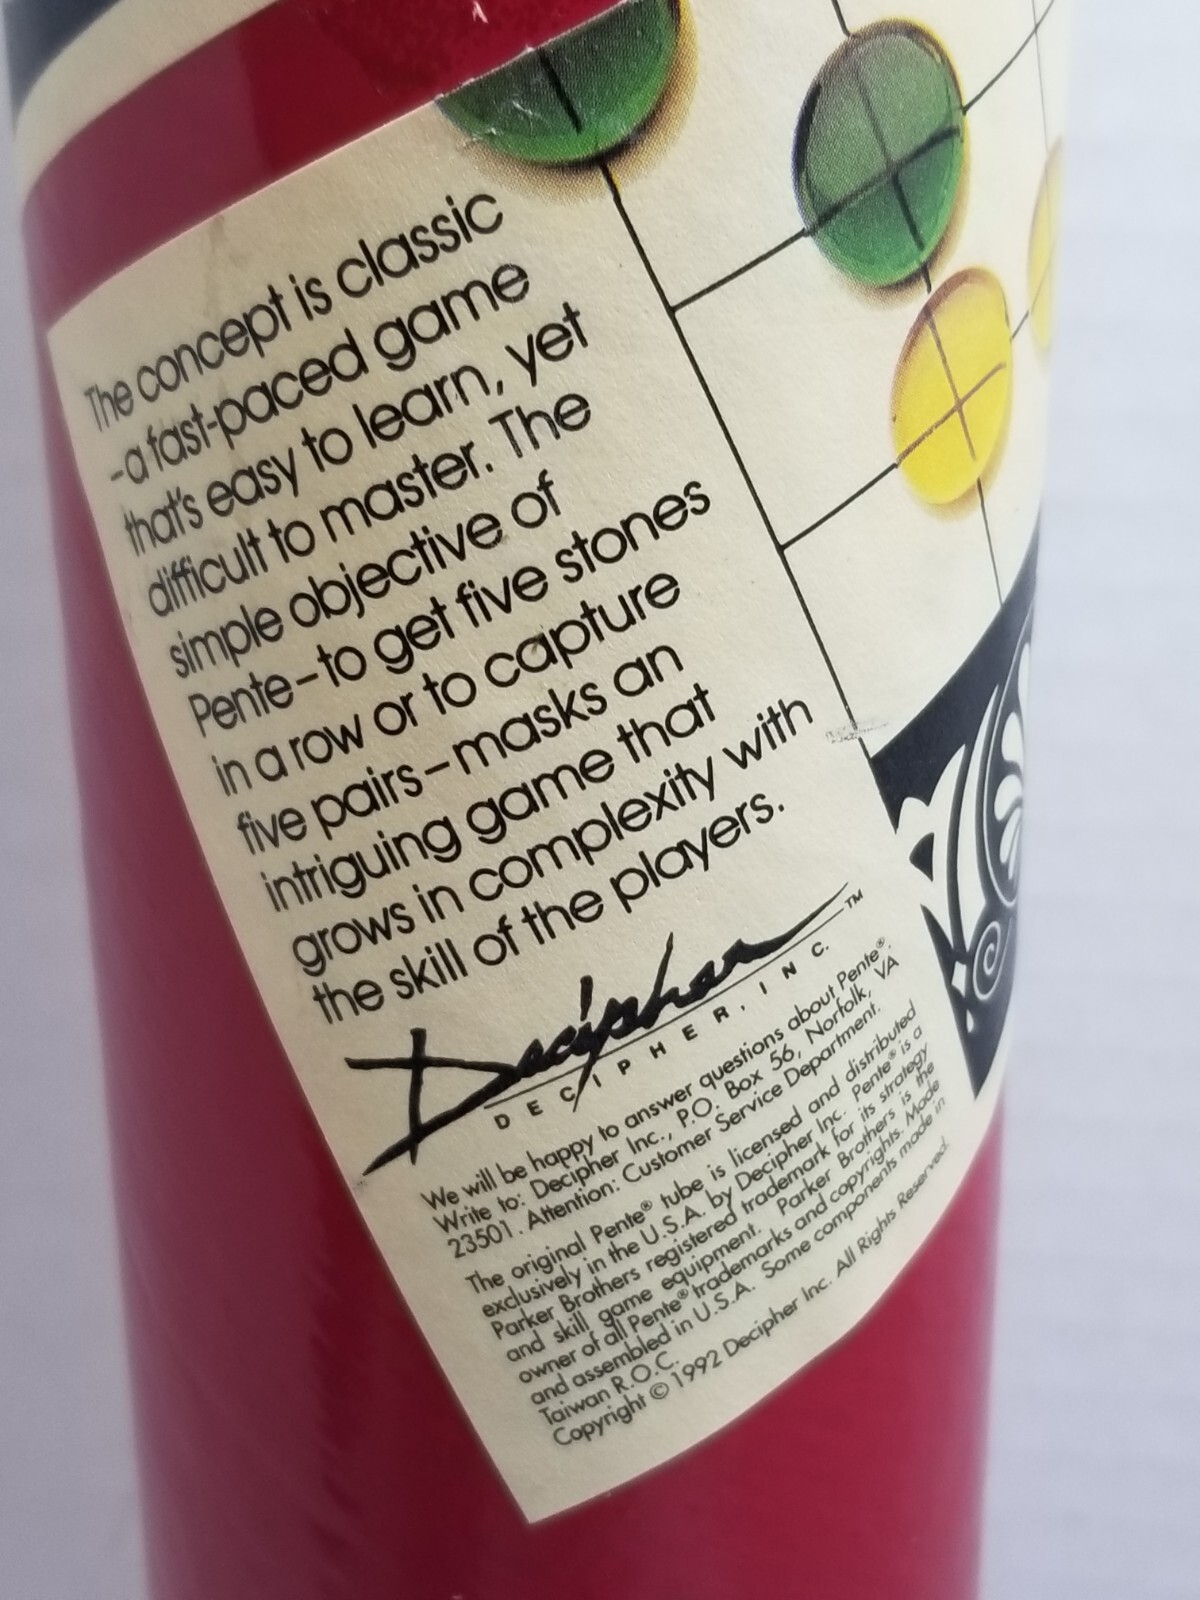 The concept is classic
-a fast-paced game
that's easy to learn, yet
difficult to master. The
simple objective of
Pente–to get five stones
in a row or to capture
five pairs–masks an
intriguing game that
grows in complexity with
the skill of the players.
Decipher™
DECIPHER, INC.
We will be happy to answer questions about Pente®.
Write to: Decipher Inc., P.O. Box 56, Norfolk, VA
23501. Attention: Customer Service Department.
The original Pente® tube is licensed and distributed
exclusively in the U.S.A. by Decipher Inc. Pente® is a
Parker Brothers registered trademark for its strategy
and skill game equipment. Parker Brothers is the
owner of all Pente® trademarks and copyrights. Made
and assembled in U.S.A. Some components made in
Taiwan R.O.C.
Copyright © 1992 Decipher Inc. All Rights Reserved.